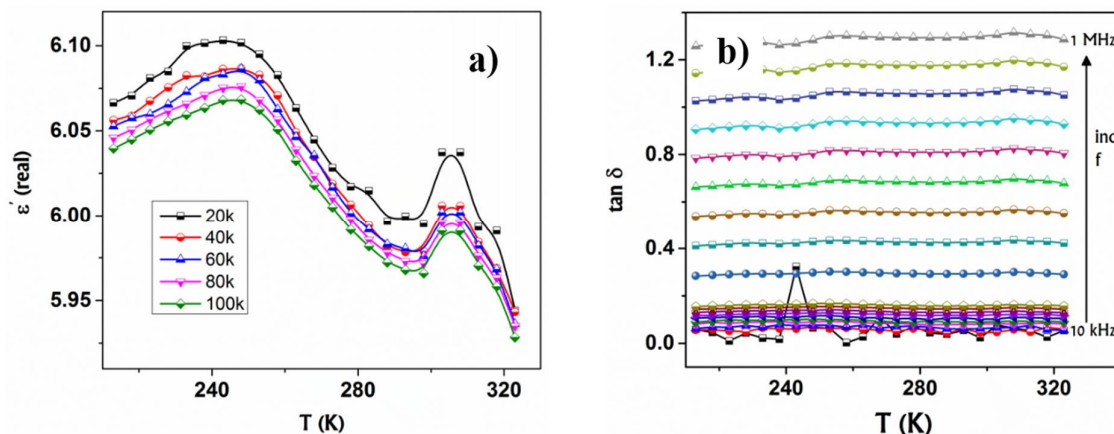 a)
6.10
6.05
6.00
5.95
ε′ (real)
20k
40k
60k
80k
100k
240
280
320
T (K)
b)
1 MHz
1.2
0.8
0.4
0.0
tan δ
inc
f
10 kHz
240
280
320
T (K)